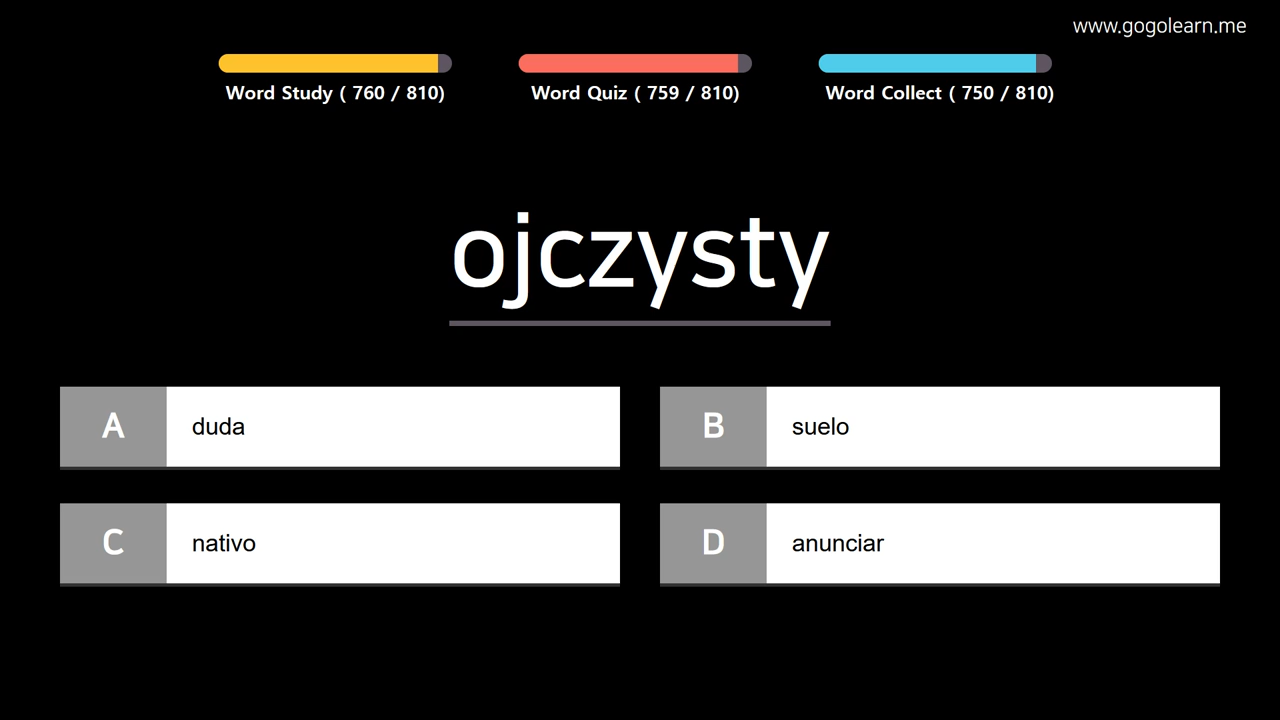 www.gogolearn.me
Word Study ( 760 / 810)
Word Quiz ( 759 / 810)
Word Collect ( 750 / 810)
ojczysty
A duda
B suelo
C nativo
D anunciar